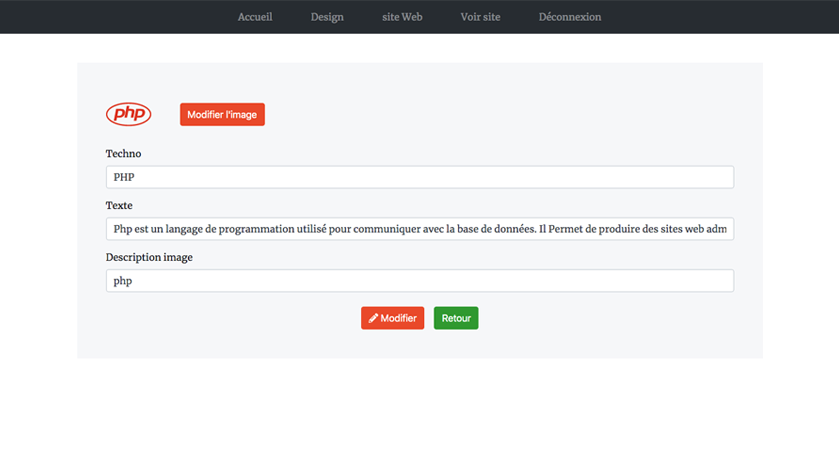 Accueil Design site Web Voir site Déconnexion
php Modifier l'image
Techno
PHP
Texte
Php est un langage de programmation utilisé pour communiquer avec la base de données. Il Permet de produire des sites web adm
Description image
php
Modifier Retour